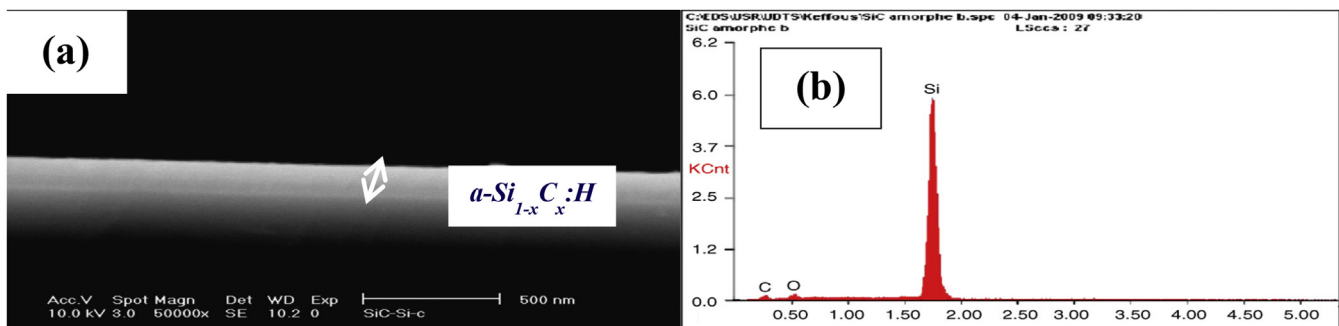 (a)
a-Si1-xCx:H
Acc.V Spot Magn Det WD Exp
10.0 kV 3.0 50000x SE 10.2 0 SiC-Si-c
500 nm
C:\EDS\USR\UDTS\Keffous\SiC amorphe b.spc 04-Jan-2009 09:33:20
SiC amorphe b LSecs : 27
(b)
6.2
6.0
3.7
KCnt
2.5
1.2
0.0
C
O
Si
0.50 1.00 1.50 2.00 2.50 3.00 3.50 4.00 4.50 5.00